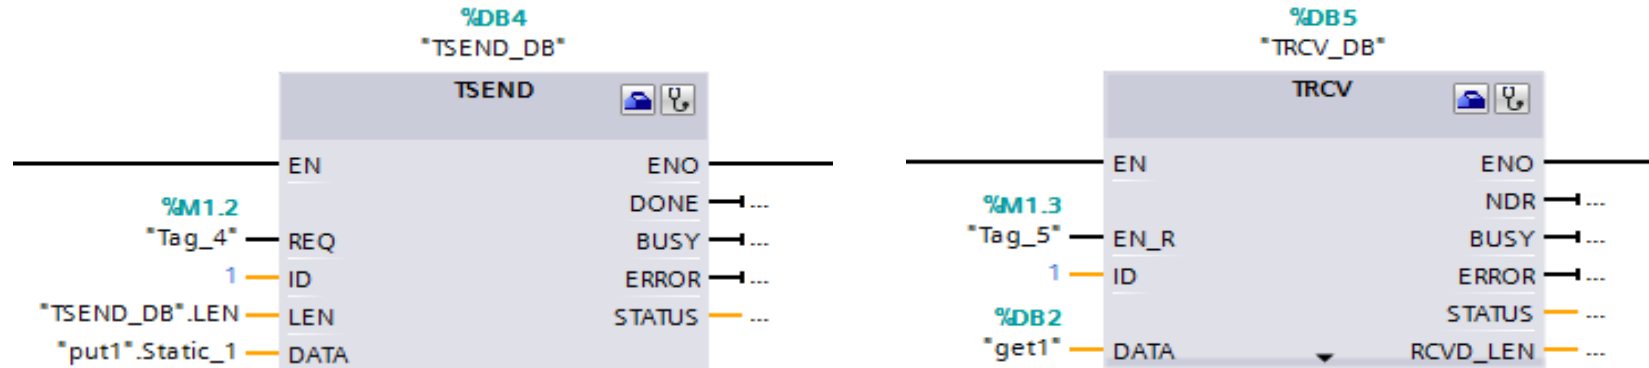 %DB4
"TSEND_DB"
TSEND
EN ENO
DONE ...
%M1.2
"Tag_4" REQ BUSY ...
1 ID ERROR ...
"TSEND_DB".LEN LEN STATUS ...
"put1".Static_1 DATA
%DB5
"TRCV_DB"
TRCV
EN ENO
%M1.3 NDR ...
"Tag_5" EN_R BUSY ...
1 ID ERROR ...
%DB2 STATUS ...
"get1" DATA RCVD_LEN ...